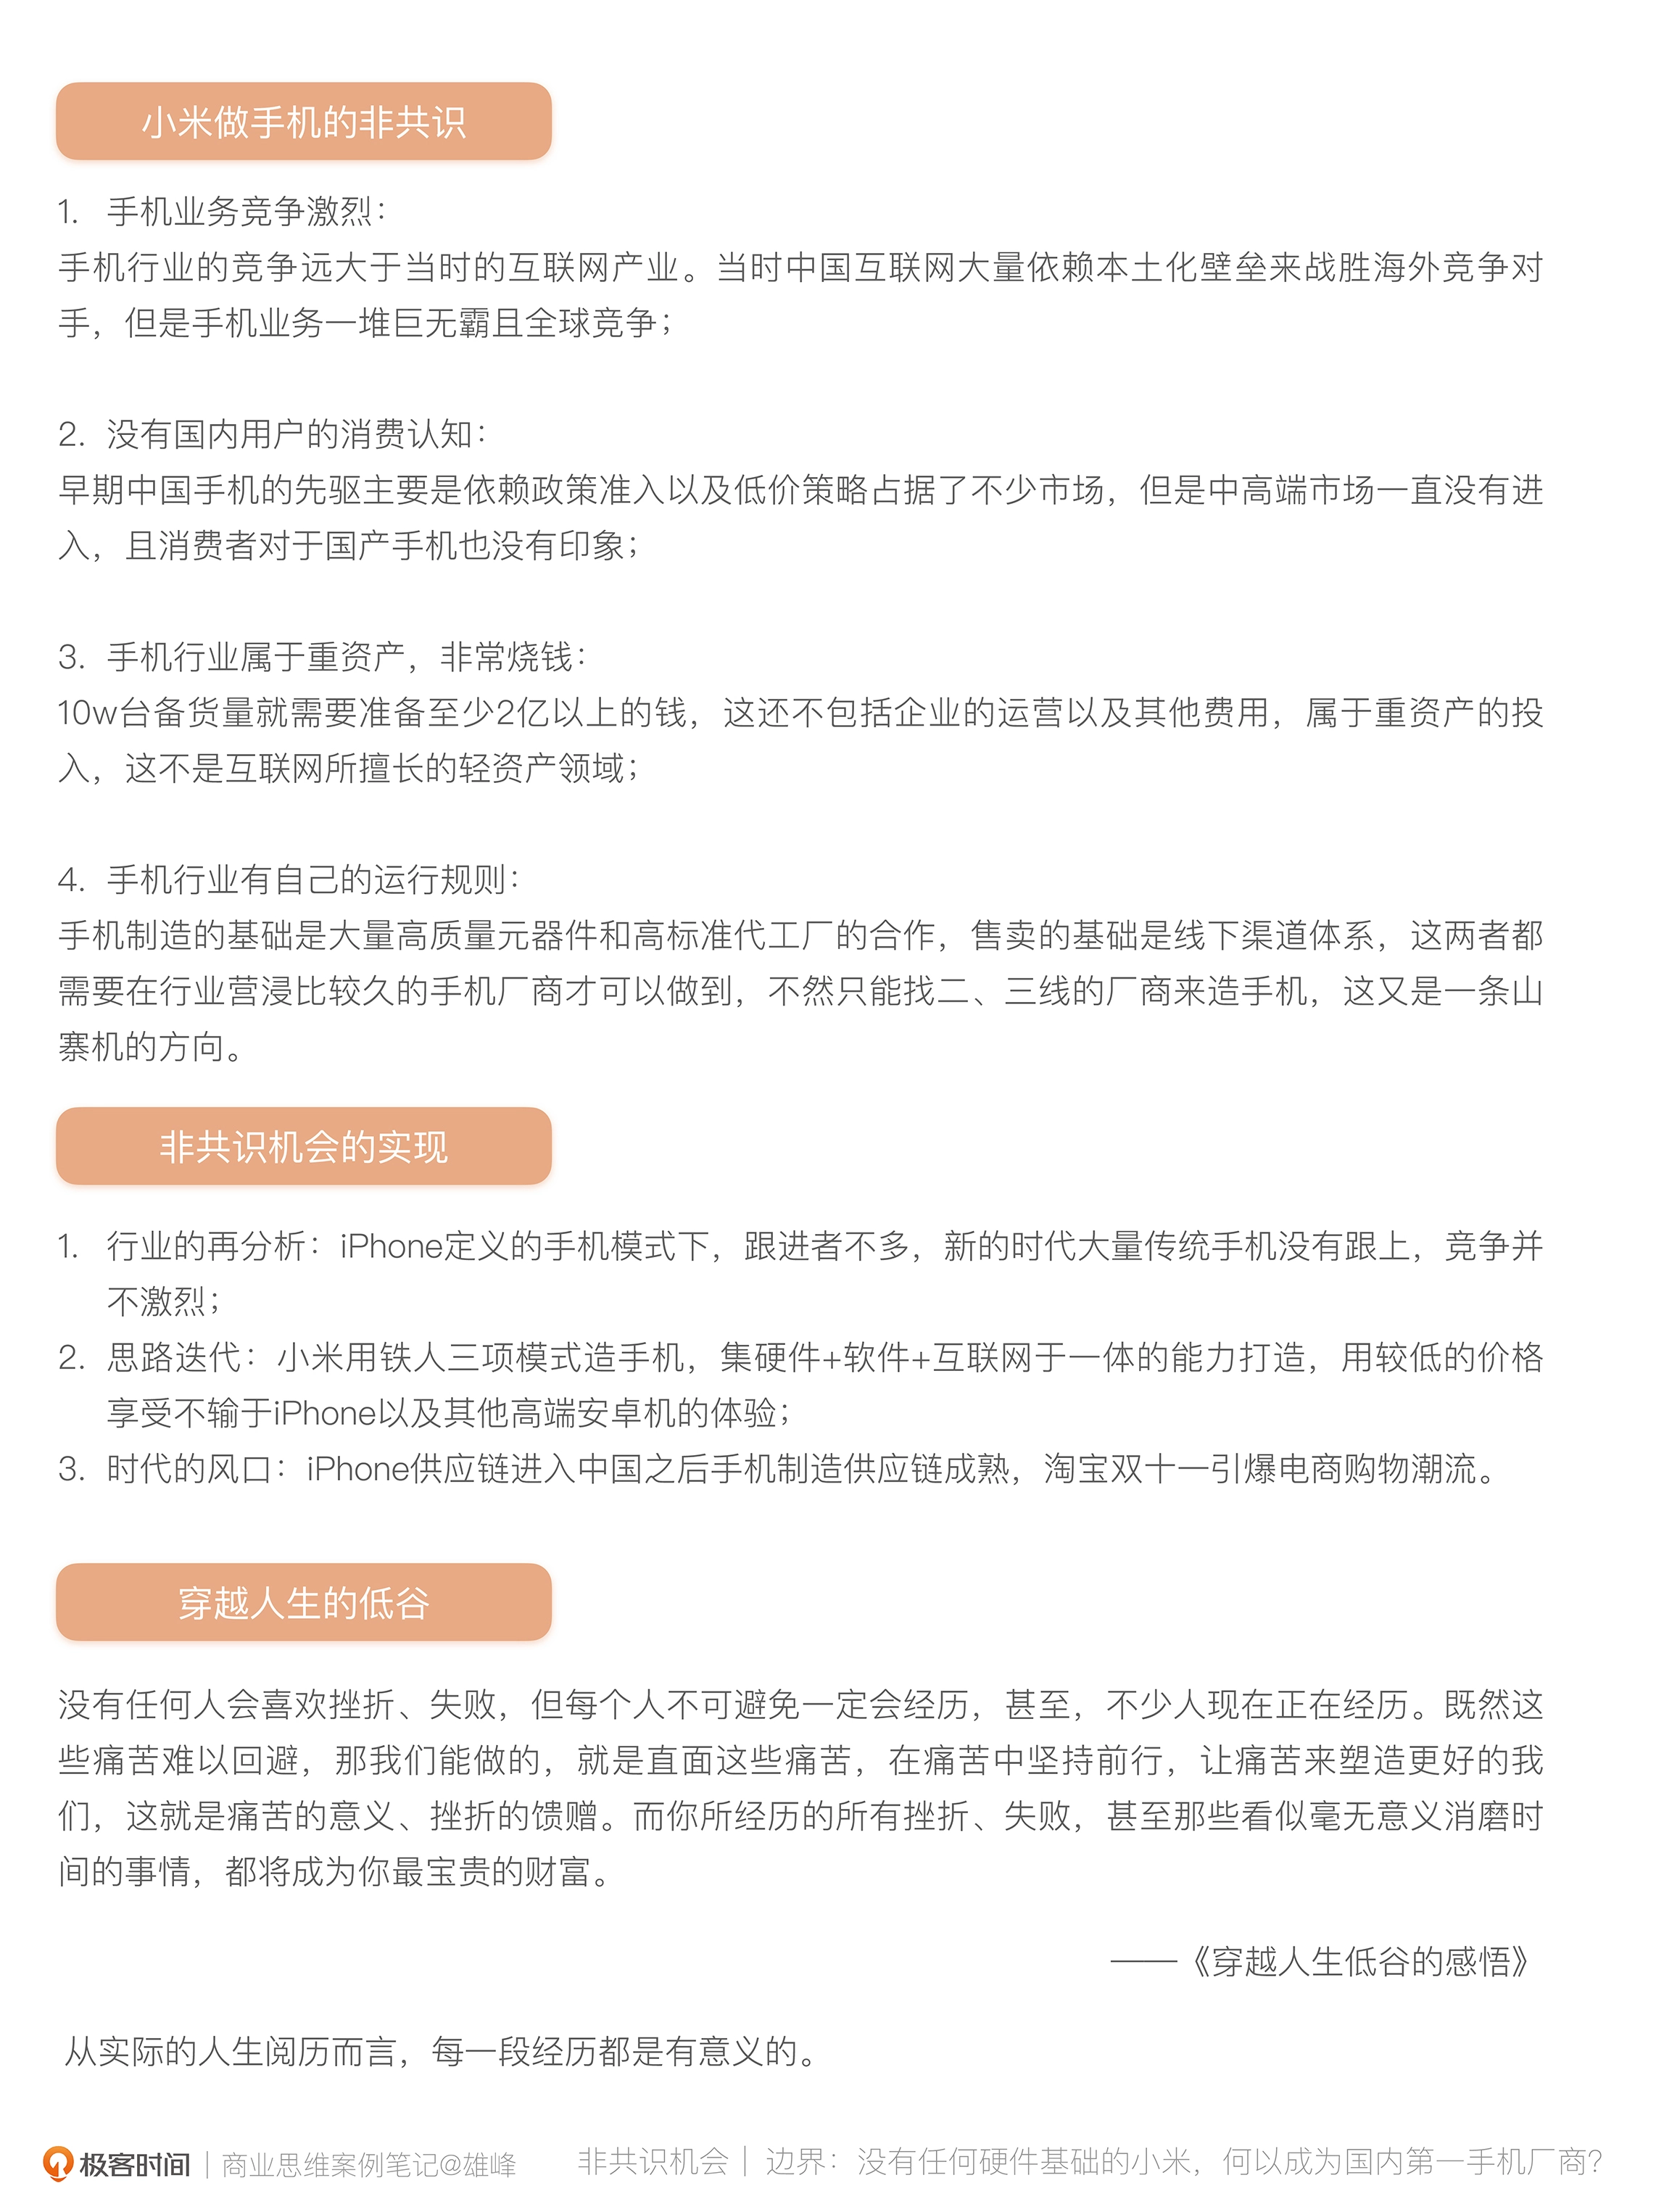 小米做手机的非共识
1. 手机业务竞争激烈：
手机行业的竞争远大于当时的互联网产业。当时中国互联网大量依赖本土化壁垒来战胜海外竞争对
手，但是手机业务一堆巨无霸且全球竞争；
2. 没有国内用户的消费认知：
早期中国手机的先驱主要是依赖政策准入以及低价策略占据了不少市场，但是中高端市场一直没有进
入，且消费者对于国产手机也没有印象；
3. 手机行业属于重资产，非常烧钱：
10w台备货量就需要准备至少2亿以上的钱，这还不包括企业的运营以及其他费用，属于重资产的投
入，这不是互联网所擅长的轻资产领域；
4. 手机行业有自己的运行规则：
手机制造的基础是大量高质量元器件和高标准代工厂的合作，售卖的基础是线下渠道体系，这两者都
需要在行业营浸比较久的手机厂商才可以做到，不然只能找二、三线的厂商来造手机，这又是一条山
寨机的方向。
非共识机会的实现
1. 行业的再分析：iPhone定义的手机模式下，跟进者不多，新的时代大量传统手机没有跟上，竞争并
不激烈；
2. 思路迭代：小米用铁人三项模式造手机，集硬件+软件+互联网于一体的能力打造，用较低的价格
享受不输于iPhone以及其他高端安卓机的体验；
3. 时代的风口：iPhone供应链进入中国之后手机制造供应链成熟，淘宝双十一引爆电商购物潮流。
穿越人生的低谷
没有任何人会喜欢挫折、失败，但每个人不可避免一定会经历，甚至，不少人现在正在经历。既然这
些痛苦难以回避，那我们能做的，就是直面这些痛苦，在痛苦中坚持前行，让痛苦来塑造更好的我
们，这就是痛苦的意义、挫折的馈赠。而你所经历的所有挫折、失败，甚至那些看似毫无意义消磨时
间的事情，都将成为你最宝贵的财富。
——《穿越人生低谷的感悟》
从实际的人生阅历而言，每一段经历都是有意义的。
极客时间｜商业思维案例笔记@雄峰 非共识机会｜边界：没有任何硬件基础的小米，何以成为国内第一手机厂商？